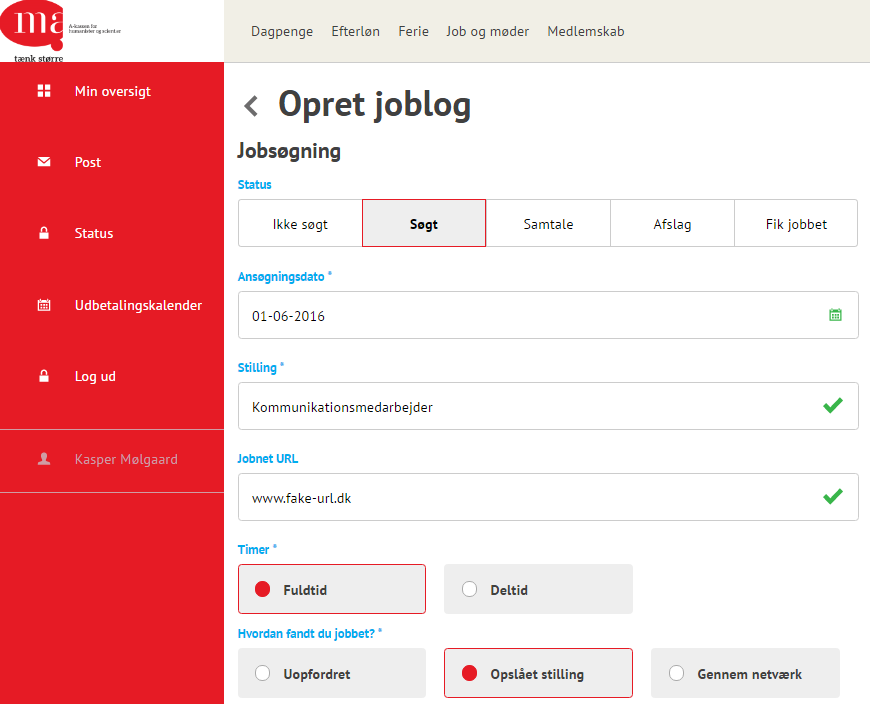 ma
A-kassen for
humanister og scienter
tænk større
Dagpenge Efterløn Ferie Job og møder Medlemskab
Min oversigt
Post
Status
Udbetalingskalender
Log ud
Kasper Mølgaard
Opret joblog
Jobsøgning
Status
Ikke søgt Søgt Samtale Afslag Fik jobbet
Ansøgningsdato *
01-06-2016
Stilling *
Kommunikationsmedarbejder
Jobnet URL
www.fake-url.dk
Timer *
Fuldtid Deltid
Hvordan fandt du jobbet? *
Uopfordret Opslået stilling Gennem netværk